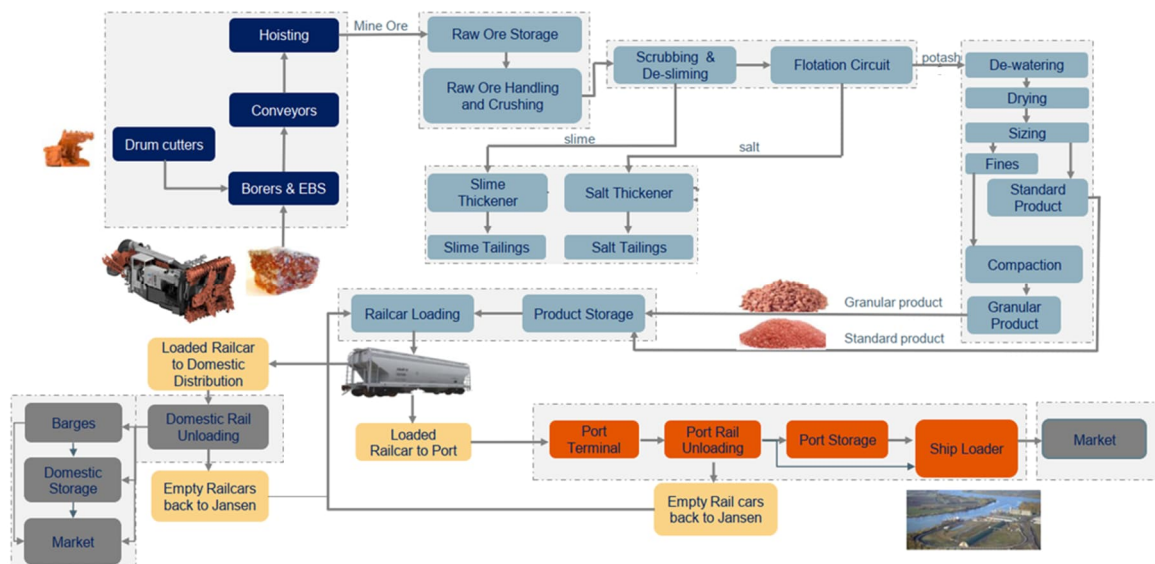 Hoisting
Mine Ore
Raw Ore Storage
Raw Ore Handling
and Crushing
Scrubbing &
De-sliming
Flotation Circuit
potash
De-watering
Drying
Sizing
Fines
Standard
Product
Compaction
Granular
Product
Conveyors
Drum cutters
Borers & EBS
slime
salt
Slime
Thickener
Salt Thickener
Slime Tailings
Salt Tailings
Granular product
Standard product
Railcar Loading
Product Storage
Loaded Railcar
to Domestic
Distribution
Barges
Domestic Rail
Unloading
Domestic
Storage
Market
Empty Railcars
back to Jansen
Loaded
Railcar to Port
Port
Terminal
Port Rail
Unloading
Port Storage
Ship Loader
Market
Empty Rail cars
back to Jansen